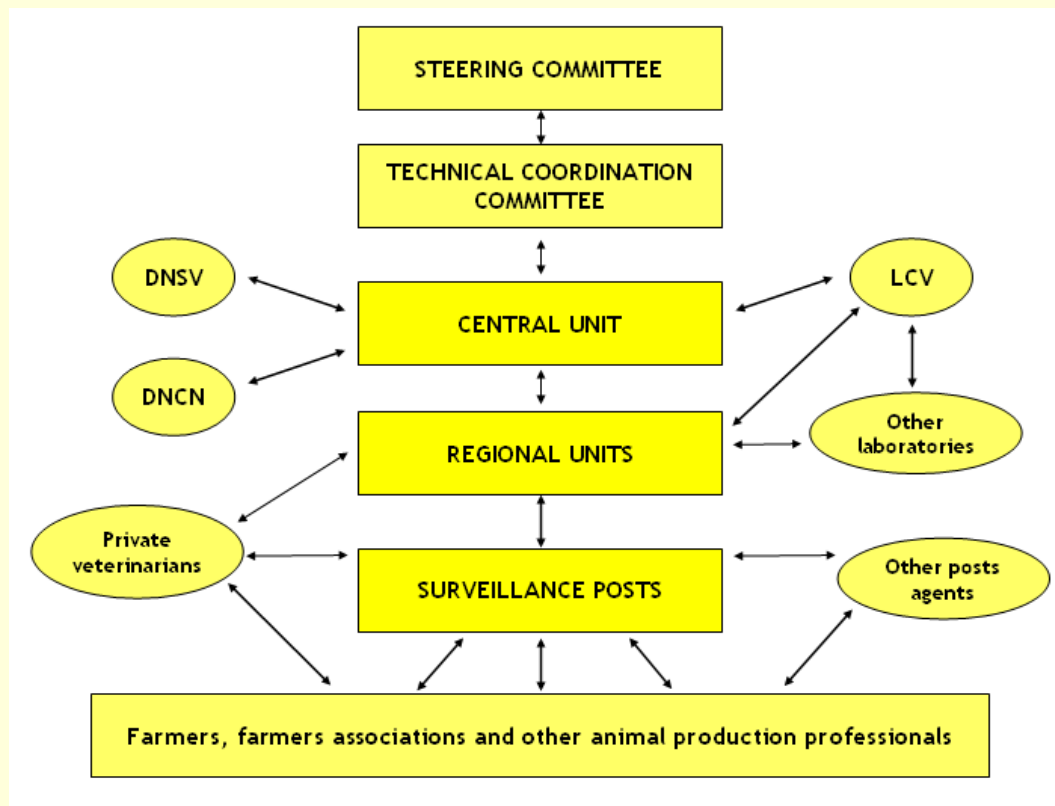 STEERING COMMITTEE
TECHNICAL COORDINATION
COMMITTEE
DNSV
LCV
CENTRAL UNIT
DNCN
Other
laboratories
REGIONAL UNITS
Private
veterinarians
Other posts
agents
SURVEILLANCE POSTS
Farmers, farmers associations and other animal production professionals